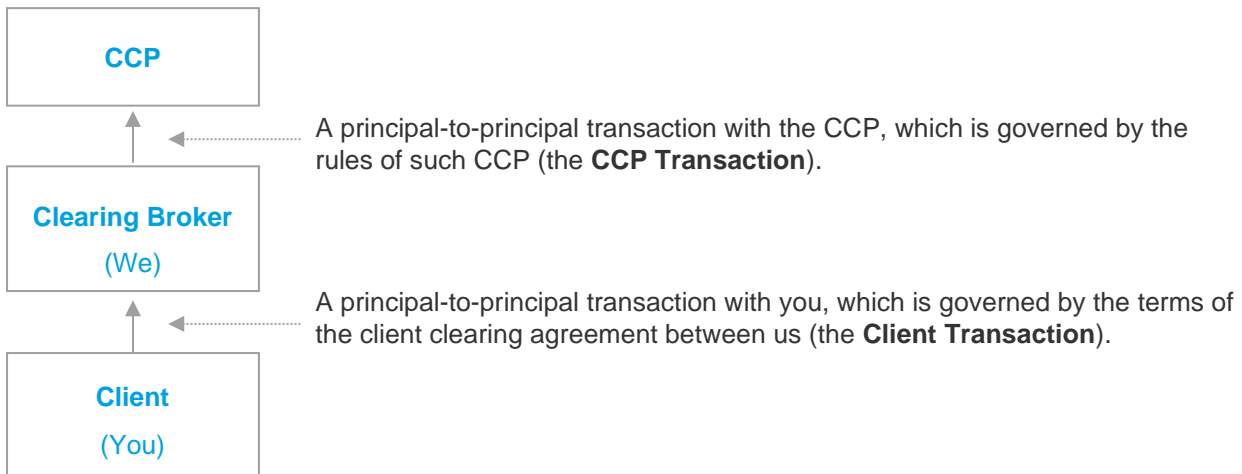 CCP
A principal-to-principal transaction with the CCP, which is governed by the
rules of such CCP (the CCP Transaction).
Clearing Broker
(We)
A principal-to-principal transaction with you, which is governed by the terms of
the client clearing agreement between us (the Client Transaction).
Client
(You)